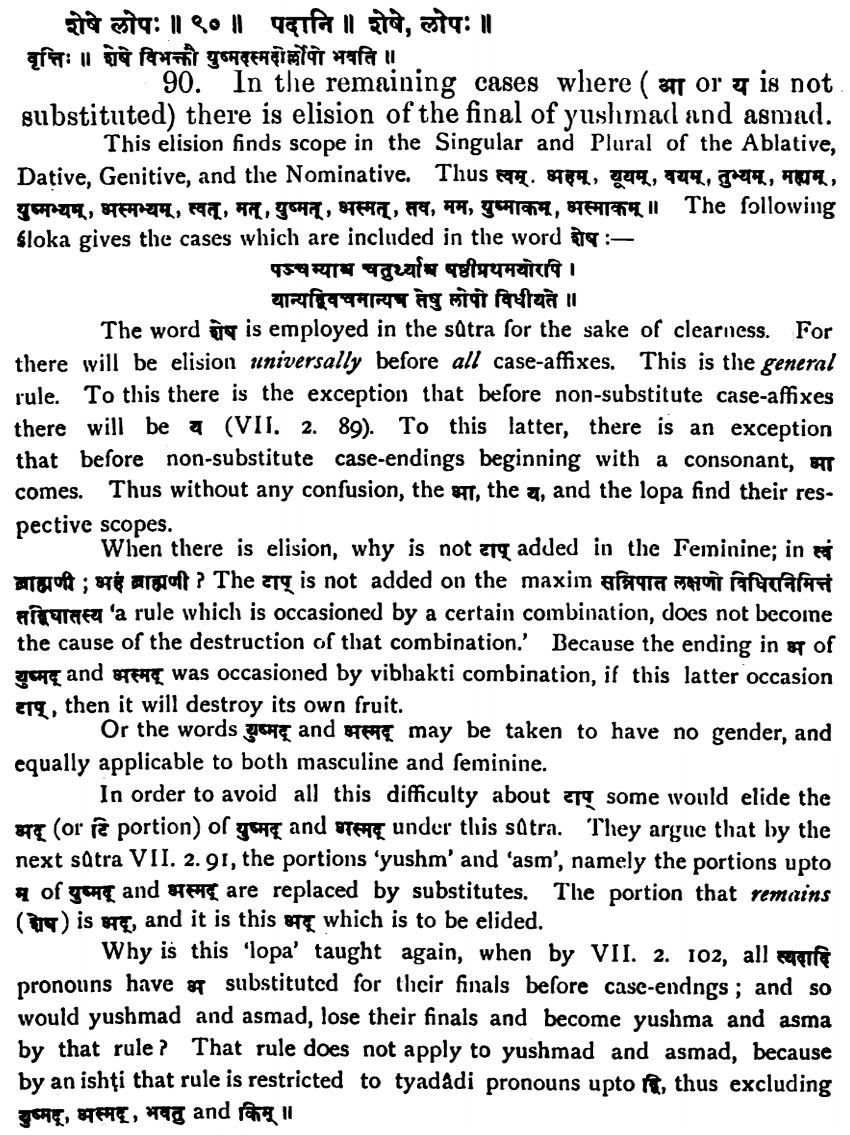 शेषे लोपः ॥ ९० ॥ पदानि ॥ शेषे, लोपः ॥
वृत्तिः ॥ शेषे विभक्तौ युष्मदस्मदोर्लोपो भवति ॥
90. In the remaining cases where ( आ or य is not
substituted) there is elision of the final of yushmad and asmad.
This elision finds scope in the Singular and Plural of the Ablative,
Dative, Genitive, and the Nominative. Thus त्वम्. अहम्, यूयम्, वयम्, तुभ्यम्, मह्यम्,
युष्मभ्यम्, अस्मभ्यम्, त्वत्, मत्, युष्मत्, अस्मत्, तव, मम, युष्माकम्, अस्माकम् ॥ The following
śloka gives the cases which are included in the word शेष :—
पञ्चम्याश्च चतुर्थ्याश्च षष्ठीप्रथमयोरपि ।
यान्यद्विवचनान्यत्र तेषु लोपो विधीयते ॥
The word शेष is employed in the sûtra for the sake of clearness. For
there will be elision universally before all case-affixes. This is the general
rule. To this there is the exception that before non-substitute case-affixes
there will be य (VII. 2. 89). To this latter, there is an exception
that before non-substitute case-endings beginning with a consonant, आ
comes. Thus without any confusion, the आ, the य, and the lopa find their res-
pective scopes.
When there is elision, why is not टाप् added in the Feminine; in त्वं
ब्राह्मणी ; अहं ब्राह्मणी ? The टाप् is not added on the maxim सन्निपात लक्षणो विधिरनिमित्तं
तद्विघातस्य 'a rule which is occasioned by a certain combination, does not become
the cause of the destruction of that combination.' Because the ending in अ of
युष्मद् and अस्मद् was occasioned by vibhakti combination, if this latter occasion
टाप्, then it will destroy its own fruit.
Or the words युष्मद् and अस्मद् may be taken to have no gender, and
equally applicable to both masculine and feminine.
In order to avoid all this difficulty about टाप् some would elide the
अद् (or टि portion) of युष्मद् and अस्मद् under this sûtra. They argue that by the
next sûtra VII. 2. 91, the portions 'yushm' and 'asm', namely the portions upto
म् of युष्मद् and अस्मद् are replaced by substitutes. The portion that remains
(शेष) is अद्, and it is this अद् which is to be elided.
Why is this 'lopa' taught again, when by VII. 2. 102, all त्यदादि
pronouns have अ substituted for their finals before case-endngs ; and so
would yushmad and asmad, lose their finals and become yushma and asma
by that rule? That rule does not apply to yushmad and asmad, because
by an ishṭi that rule is restricted to tyadâdi pronouns upto द्वि, thus excluding
युष्मद्, अस्मद्, भवतु and किम् ॥